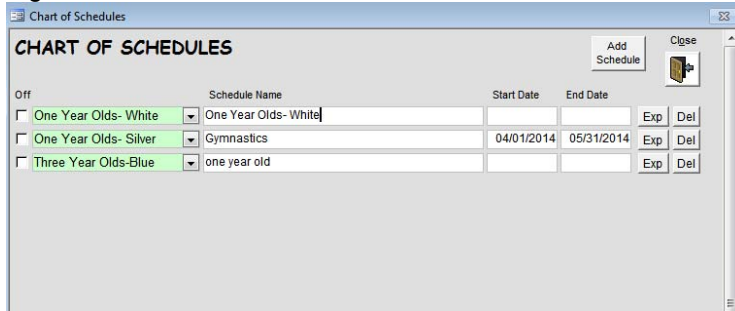 Chart of Schedules
CHART OF SCHEDULES
Add Schedule
Close
Off Schedule Name Start Date End Date
One Year Olds- White One Year Olds- White Exp Del
One Year Olds- Silver Gymnastics 04/01/2014 05/31/2014 Exp Del
Three Year Olds-Blue one year old Exp Del